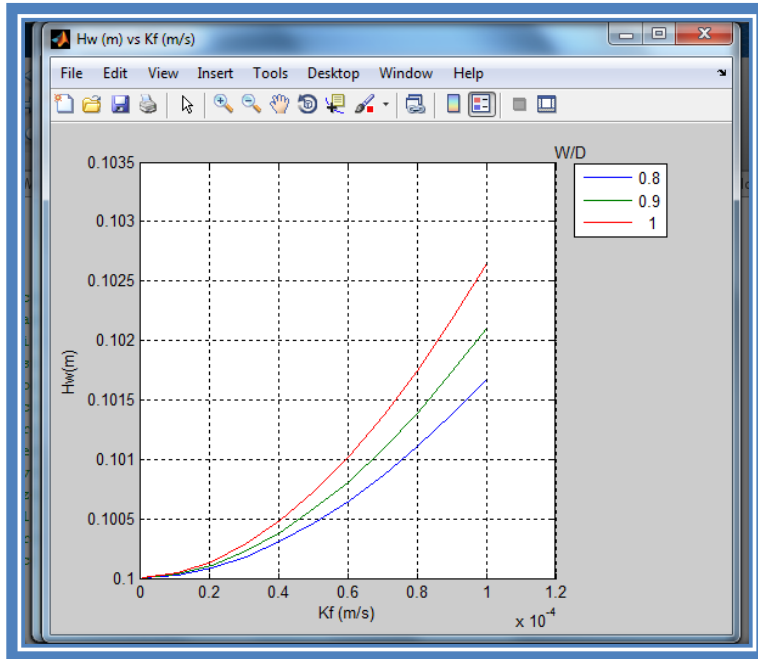 Hw (m) vs Kf (m/s)
File Edit View Insert Tools Desktop Window Help
W/D
0.8
0.9
1
0.1035
0.103
0.1025
0.102
0.1015
0.101
0.1005
0.1
Hw(m)
0 0.2 0.4 0.6 0.8 1 1.2
Kf (m/s)
x 10⁻⁴